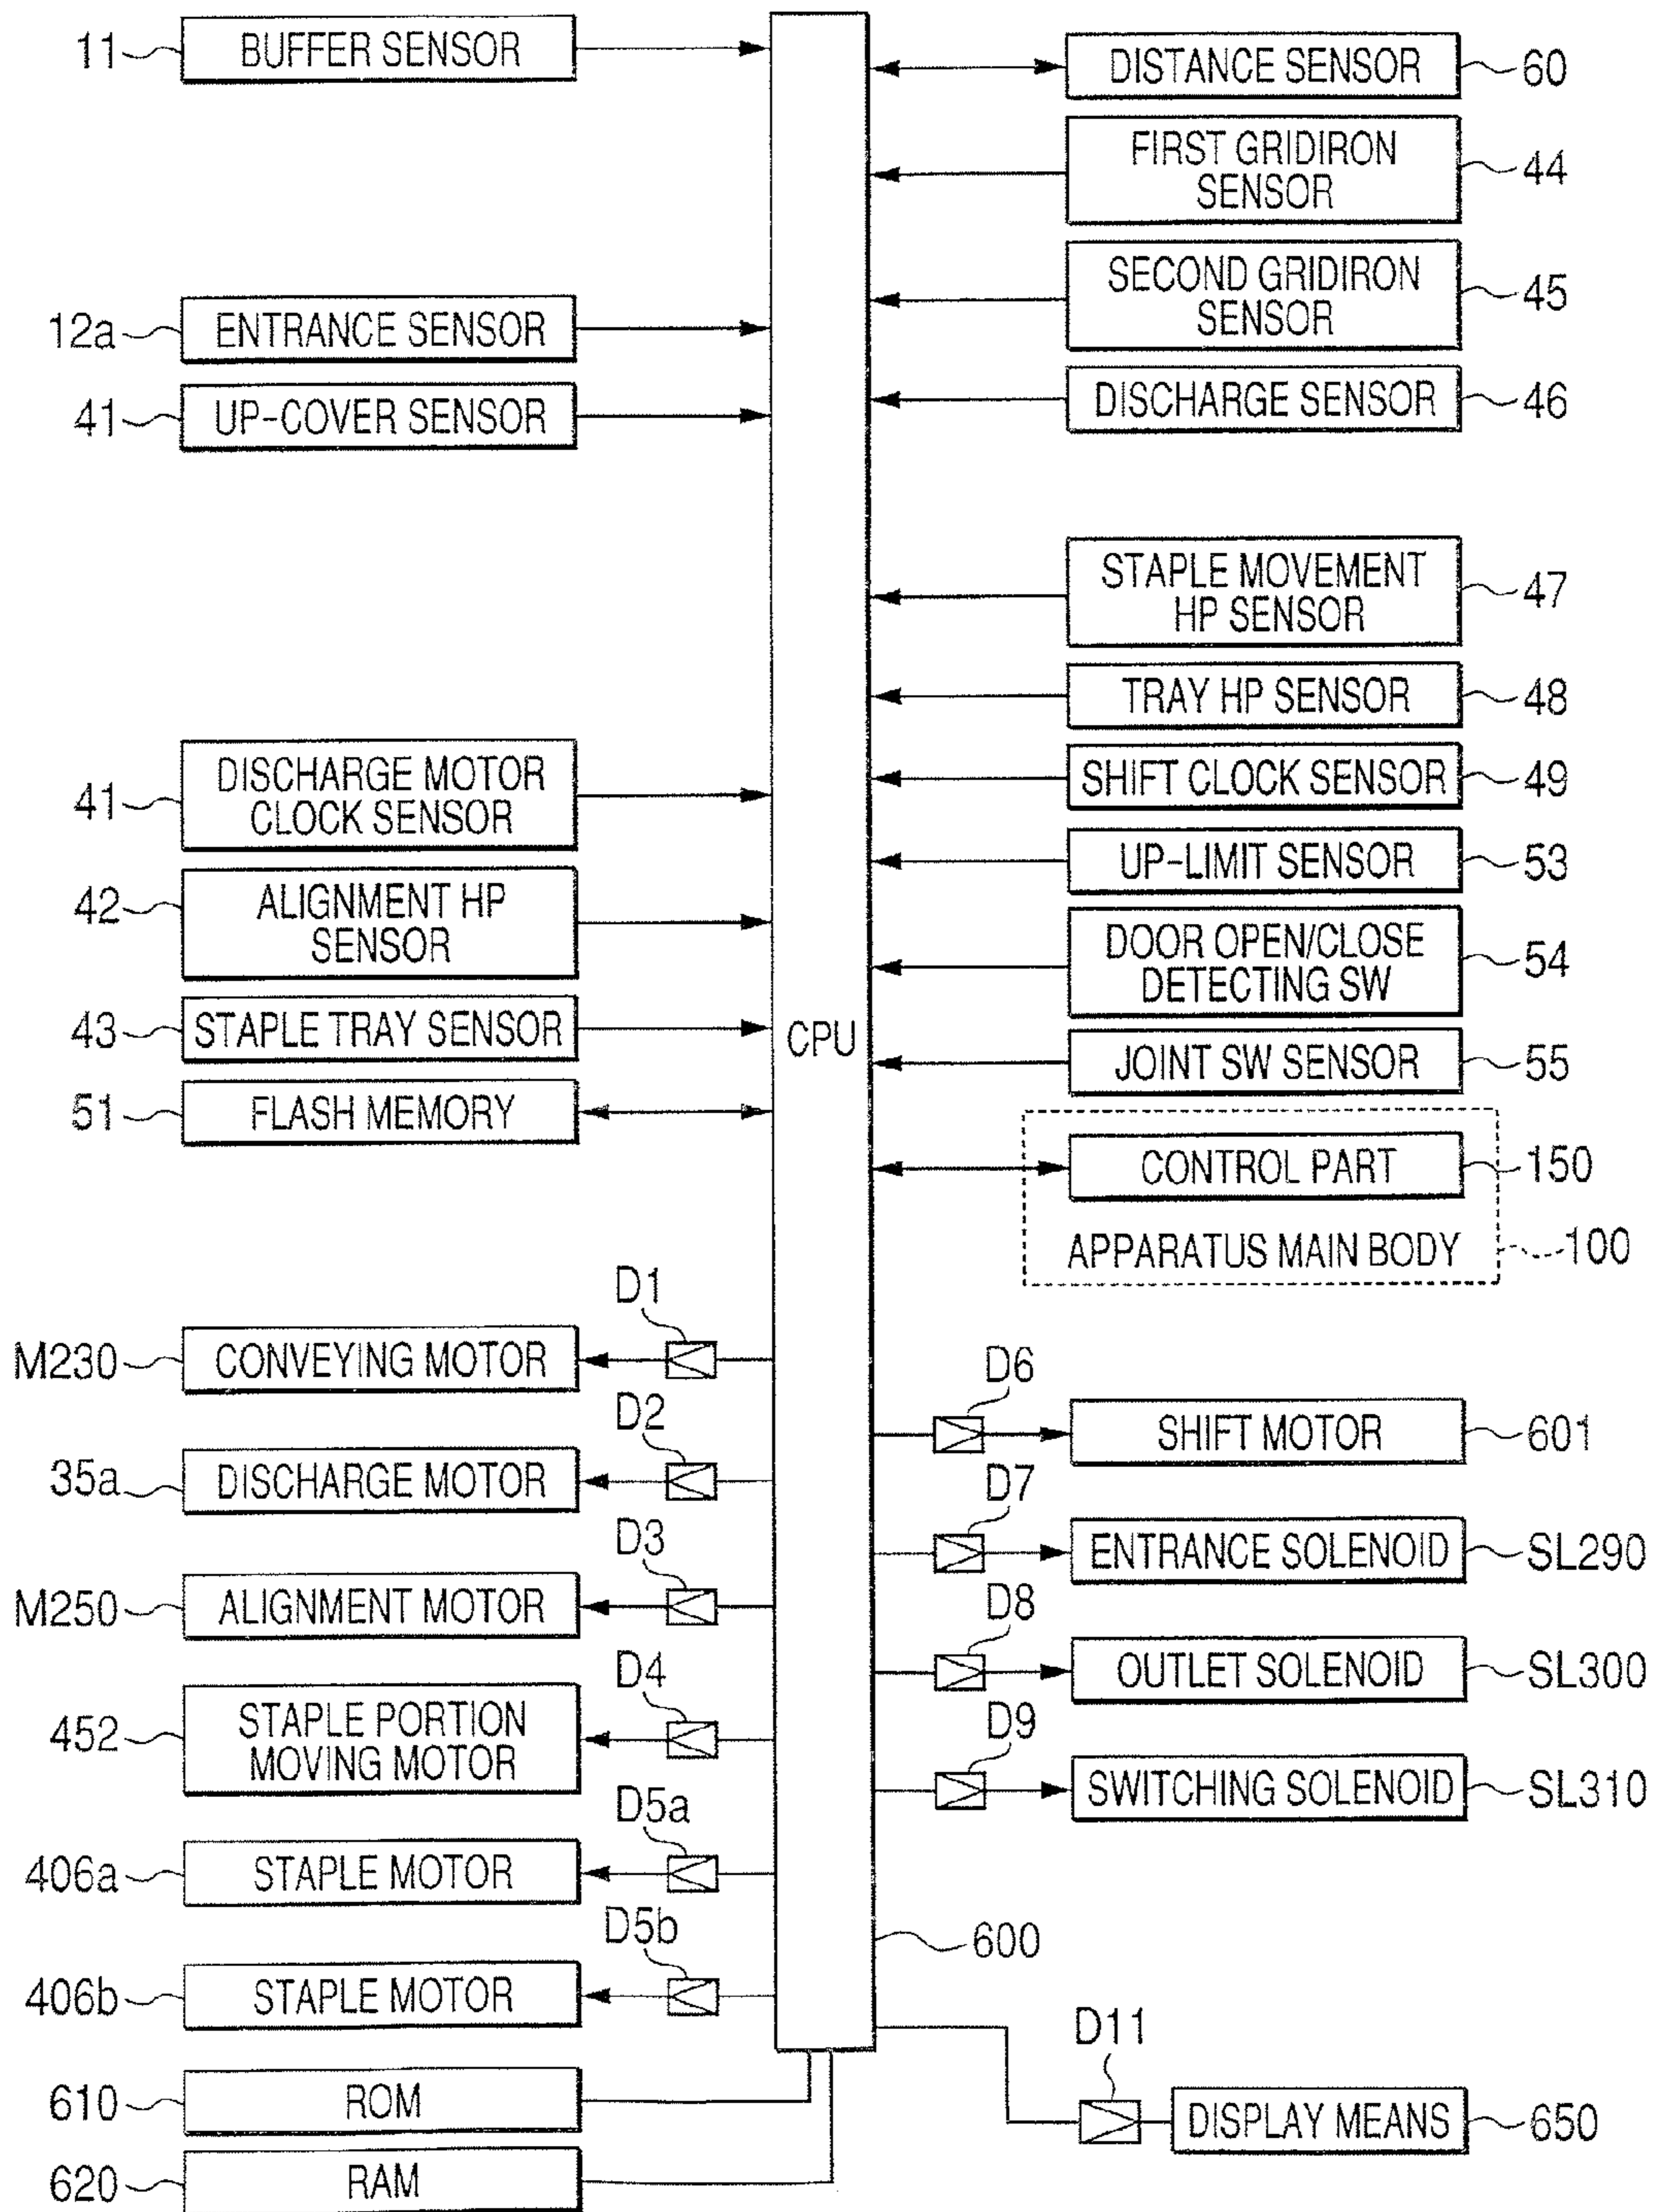 11 BUFFER SENSOR
12a ENTRANCE SENSOR
41 UP-COVER SENSOR
41 DISCHARGE MOTOR
CLOCK SENSOR
42 ALIGNMENT HP
SENSOR
43 STAPLE TRAY SENSOR
51 FLASH MEMORY
M230 CONVEYING MOTOR D1
35a DISCHARGE MOTOR D2
M250 ALIGNMENT MOTOR D3
452 STAPLE PORTION
MOVING MOTOR D4
406a STAPLE MOTOR D5a
406b STAPLE MOTOR D5b
610 ROM
620 RAM
CPU
600
DISTANCE SENSOR 60
FIRST GRIDIRON
SENSOR 44
SECOND GRIDIRON
SENSOR 45
DISCHARGE SENSOR 46
STAPLE MOVEMENT
HP SENSOR 47
TRAY HP SENSOR 48
SHIFT CLOCK SENSOR 49
UP-LIMIT SENSOR 53
DOOR OPEN/CLOSE
DETECTING SW 54
JOINT SW SENSOR 55
CONTROL PART 150
APPARATUS MAIN BODY 100
D6 SHIFT MOTOR 601
D7 ENTRANCE SOLENOID SL290
D8 OUTLET SOLENOID SL300
D9 SWITCHING SOLENOID SL310
D11 DISPLAY MEANS 650